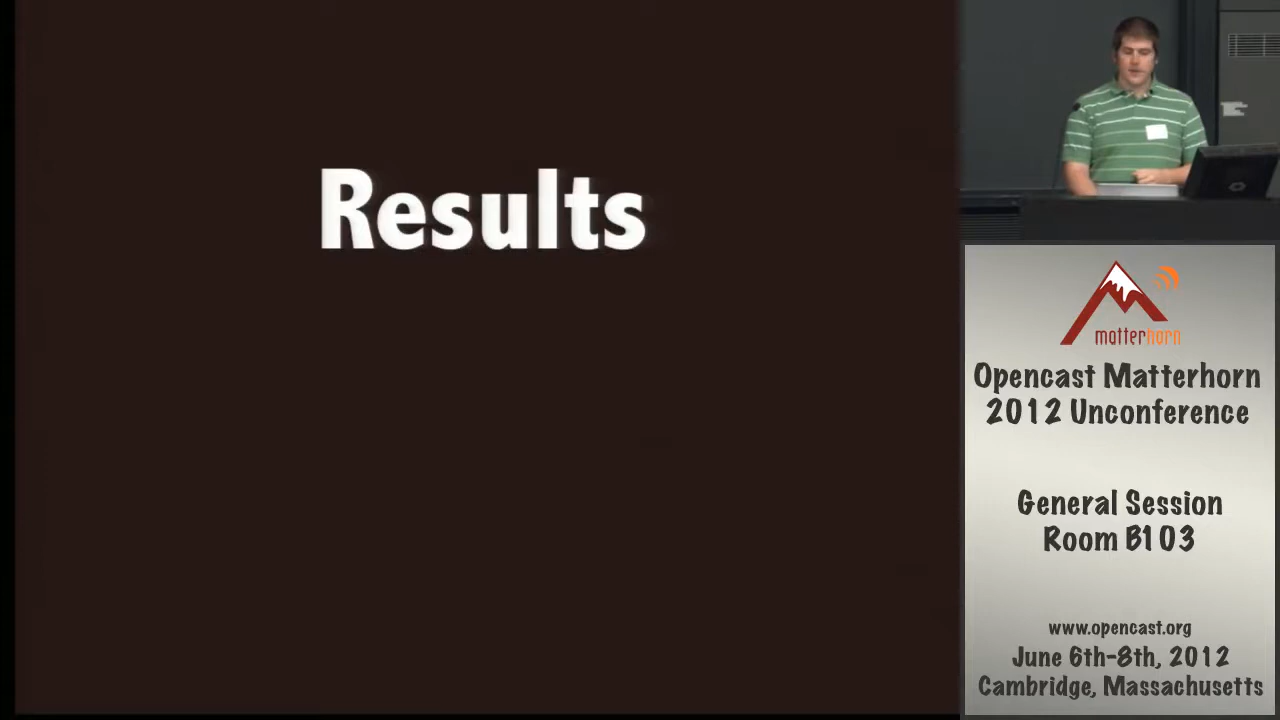 Results
matterhorn
Opencast Matterhorn
2012 Unconference
General Session
Room B103
www.opencast.org
June 6th-8th, 2012
Cambridge, Massachusetts